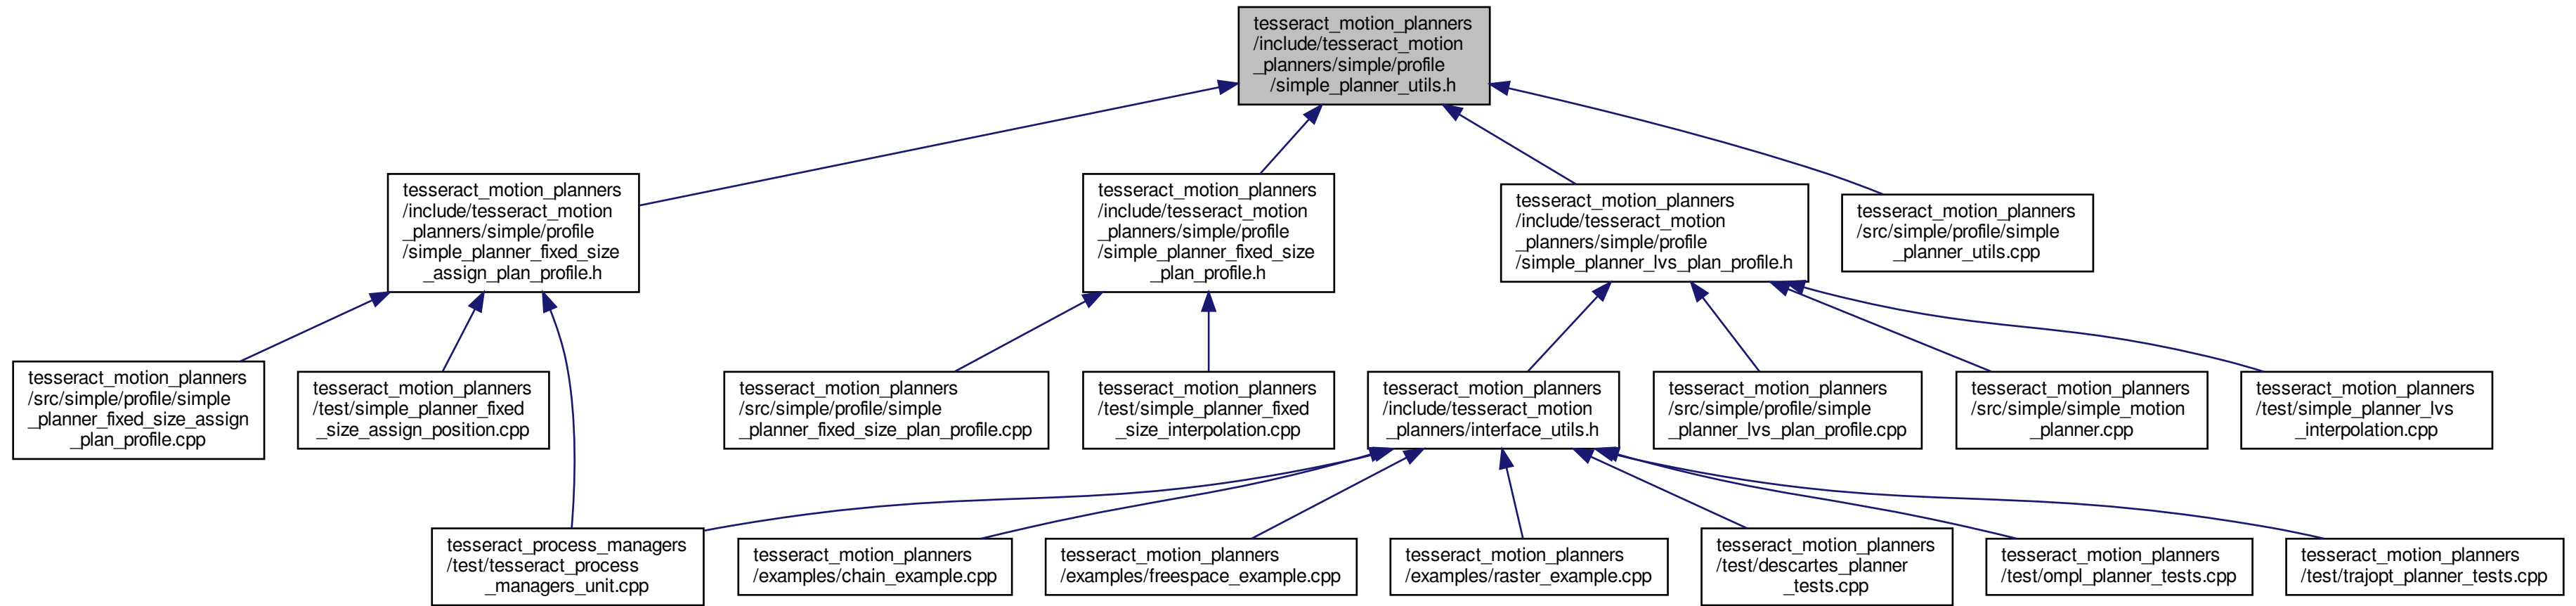 tesseract_motion_planners
/include/tesseract_motion
_planners/simple/profile
/simple_planner_utils.h
tesseract_motion_planners
/include/tesseract_motion
_planners/simple/profile
/simple_planner_fixed_size
_assign_plan_profile.h
tesseract_motion_planners
/include/tesseract_motion
_planners/simple/profile
/simple_planner_fixed_size
_plan_profile.h
tesseract_motion_planners
/include/tesseract_motion
_planners/simple/profile
/simple_planner_lvs_plan_profile.h
tesseract_motion_planners
/src/simple/profile/simple
_planner_utils.cpp
tesseract_motion_planners
/src/simple/profile/simple
_planner_fixed_size_assign
_plan_profile.cpp
tesseract_motion_planners
/test/simple_planner_fixed
_size_assign_position.cpp
tesseract_motion_planners
/src/simple/profile/simple
_planner_fixed_size_plan_profile.cpp
tesseract_motion_planners
/test/simple_planner_fixed
_size_interpolation.cpp
tesseract_motion_planners
/include/tesseract_motion
_planners/interface_utils.h
tesseract_motion_planners
/src/simple/profile/simple
_planner_lvs_plan_profile.cpp
tesseract_motion_planners
/src/simple/simple_motion
_planner.cpp
tesseract_motion_planners
/test/simple_planner_lvs
_interpolation.cpp
tesseract_process_managers
/test/tesseract_process
_managers_unit.cpp
tesseract_motion_planners
/examples/chain_example.cpp
tesseract_motion_planners
/examples/freespace_example.cpp
tesseract_motion_planners
/examples/raster_example.cpp
tesseract_motion_planners
/test/descartes_planner
_tests.cpp
tesseract_motion_planners
/test/ompl_planner_tests.cpp
tesseract_motion_planners
/test/trajopt_planner_tests.cpp